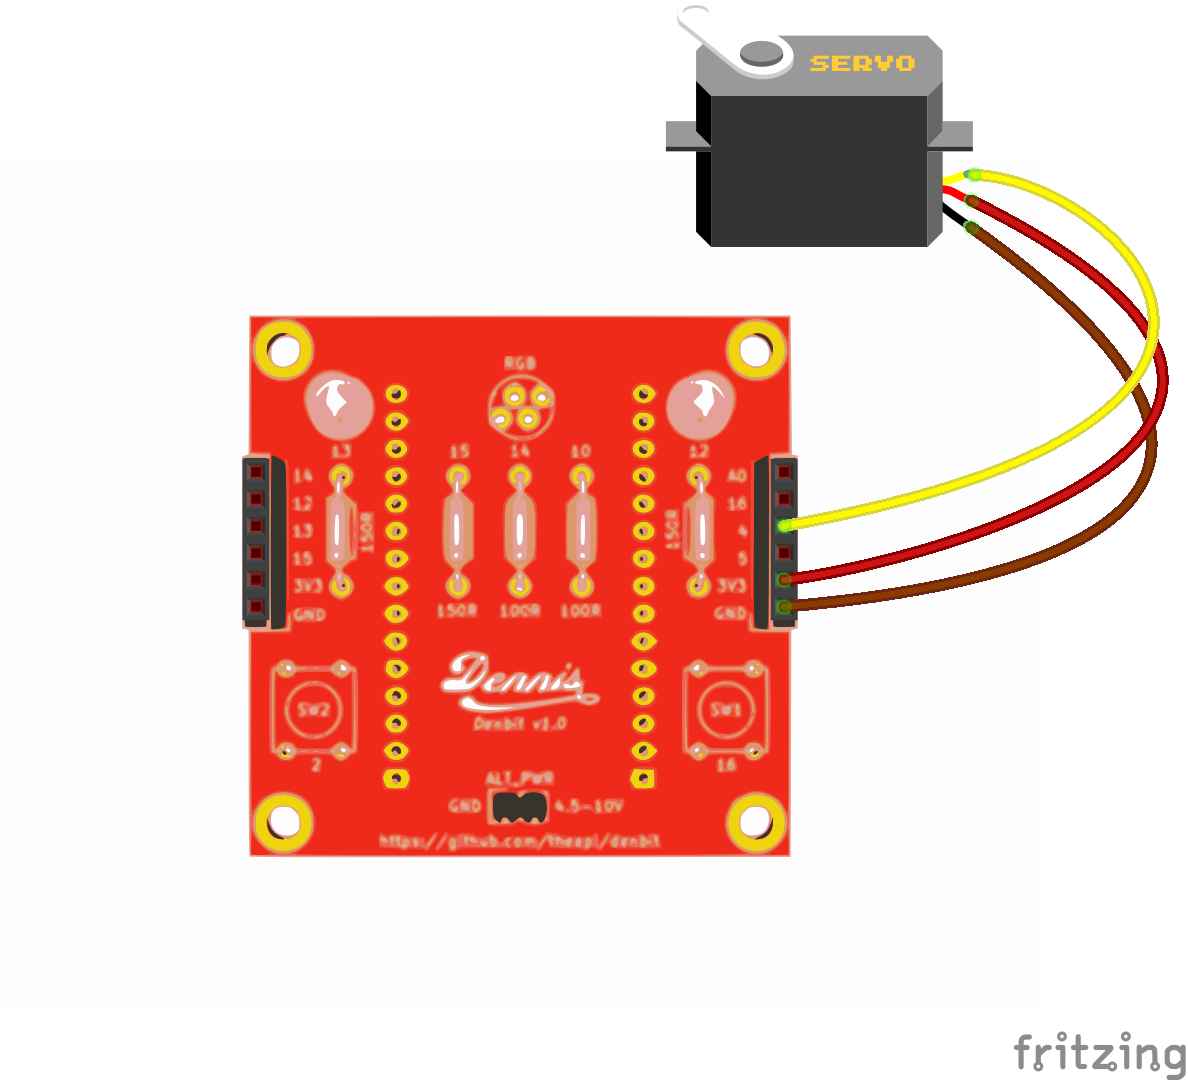 SERVO
RGB
13
15
14
10
12
14
12
13
15
3V3
GND
150R
A0
16
4
5
3V3
GND
150R
150R
100R
100R
Dennis
Denbit v1.0
SW2
2
SW1
16
ALT_PWR
GND
4.5-10V
https://github.com/theapi/denbit
fritzing